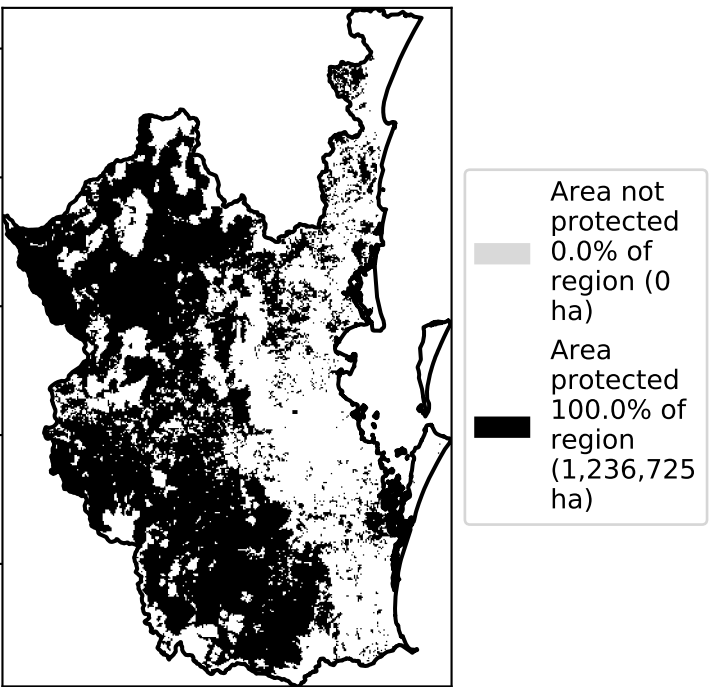 Area not
protected
0.0% of
region (0
ha)
Area
protected
100.0% of
region
(1,236,725
ha)